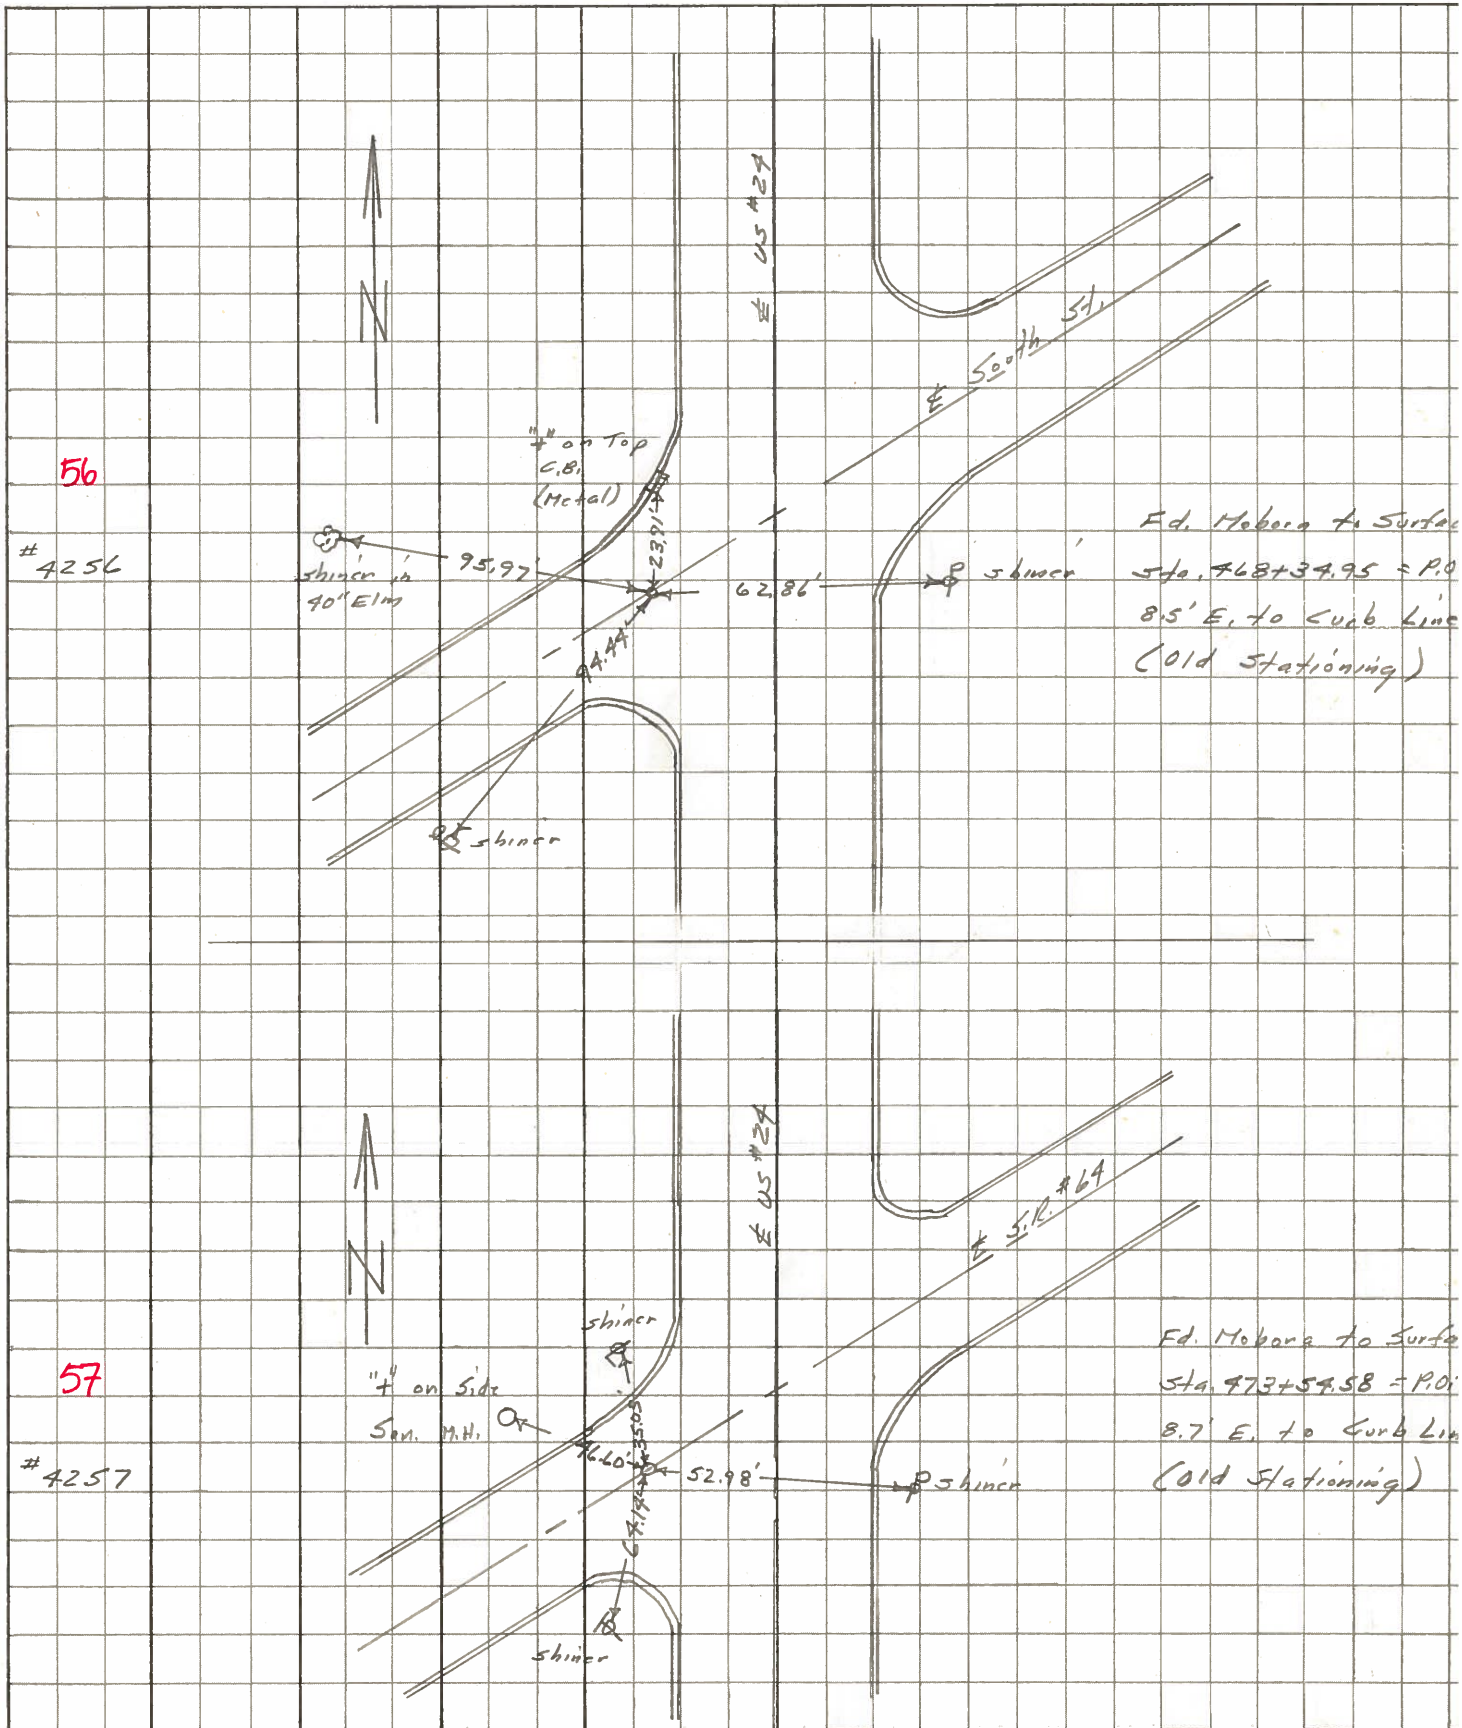 ℄ US #24
N
℄ South St.
"+" on Top
C.B.
(Metal)
56
# 4256
shiner in
40" Elm
95.97'
23.71'
62.86'
shiner
94.44'
shiner
Fd. Mobora to Surfac
Sta. 468+34.95 = P.O
8.5' E. to Curb Line
(Old Stationing)
℄ US #24
N
℄ S.R. #64
shiner
57
"+" on Side
San. M.H.
# 4257
46.60'
35.05
52.98'
shiner
64.14'
shiner
Fd. Mobora to Surfa
Sta. 473+54.58 = P.O.
8.7' E. to Curb Lin
(Old Stationing)